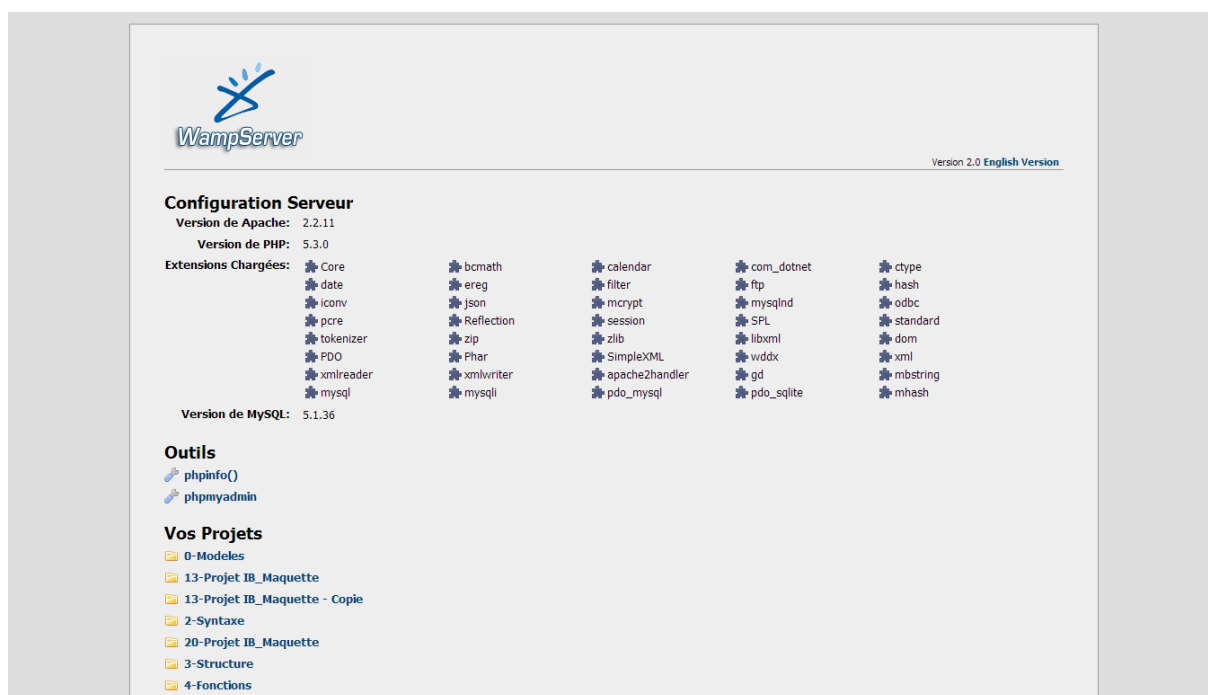 WampServer
Version 2.0 English Version
Configuration Serveur
Version de Apache: 2.2.11
Version de PHP: 5.3.0
Extensions Chargées: Core bcmath calendar com_dotnet ctype
date ereg filter ftp hash
iconv json mcrypt mysqlnd odbc
pcre Reflection session SPL standard
tokenizer zip zlib libxml dom
PDO Phar SimpleXML wddx xml
xmlreader xmlwriter apache2handler gd mbstring
mysql mysqli pdo_mysql pdo_sqlite mhash
Version de MySQL: 5.1.36
Outils
phpinfo()
phpmyadmin
Vos Projets
0-Modeles
13-Projet IB_Maquette
13-Projet IB_Maquette - Copie
2-Syntaxe
20-Projet IB_Maquette
3-Structure
4-Fonctions